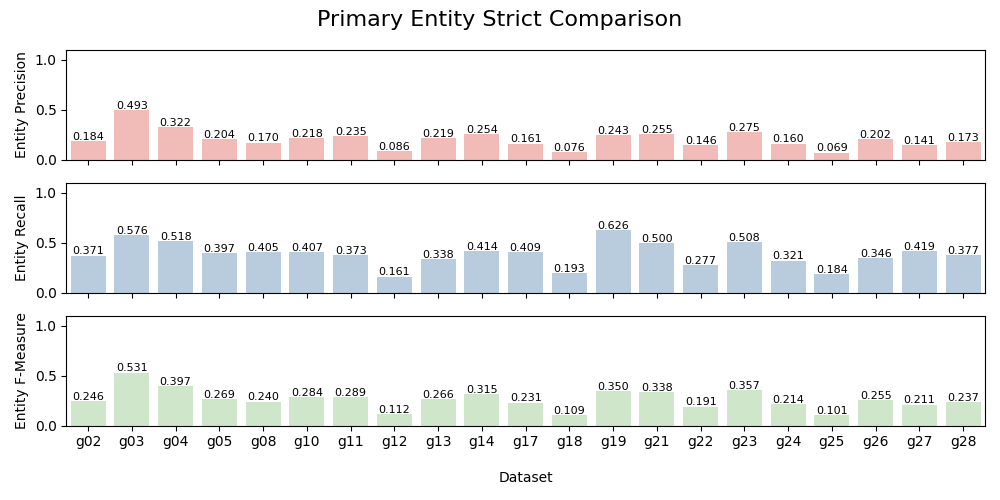 Primary Entity Strict Comparison
Entity Precision
1.0
0.5
0.0
0.184 0.493 0.322 0.204 0.170 0.218 0.235 0.086 0.219 0.254 0.161 0.076 0.243 0.255 0.146 0.275 0.160 0.069 0.202 0.141 0.173
Entity Recall
1.0
0.5
0.0
0.371 0.576 0.518 0.397 0.405 0.407 0.373 0.161 0.338 0.414 0.409 0.193 0.626 0.500 0.277 0.508 0.321 0.184 0.346 0.419 0.377
Entity F-Measure
1.0
0.5
0.0
0.246 0.531 0.397 0.269 0.240 0.284 0.289 0.112 0.266 0.315 0.231 0.109 0.350 0.338 0.191 0.357 0.214 0.101 0.255 0.211 0.237
g02 g03 g04 g05 g08 g10 g11 g12 g13 g14 g17 g18 g19 g21 g22 g23 g24 g25 g26 g27 g28
Dataset